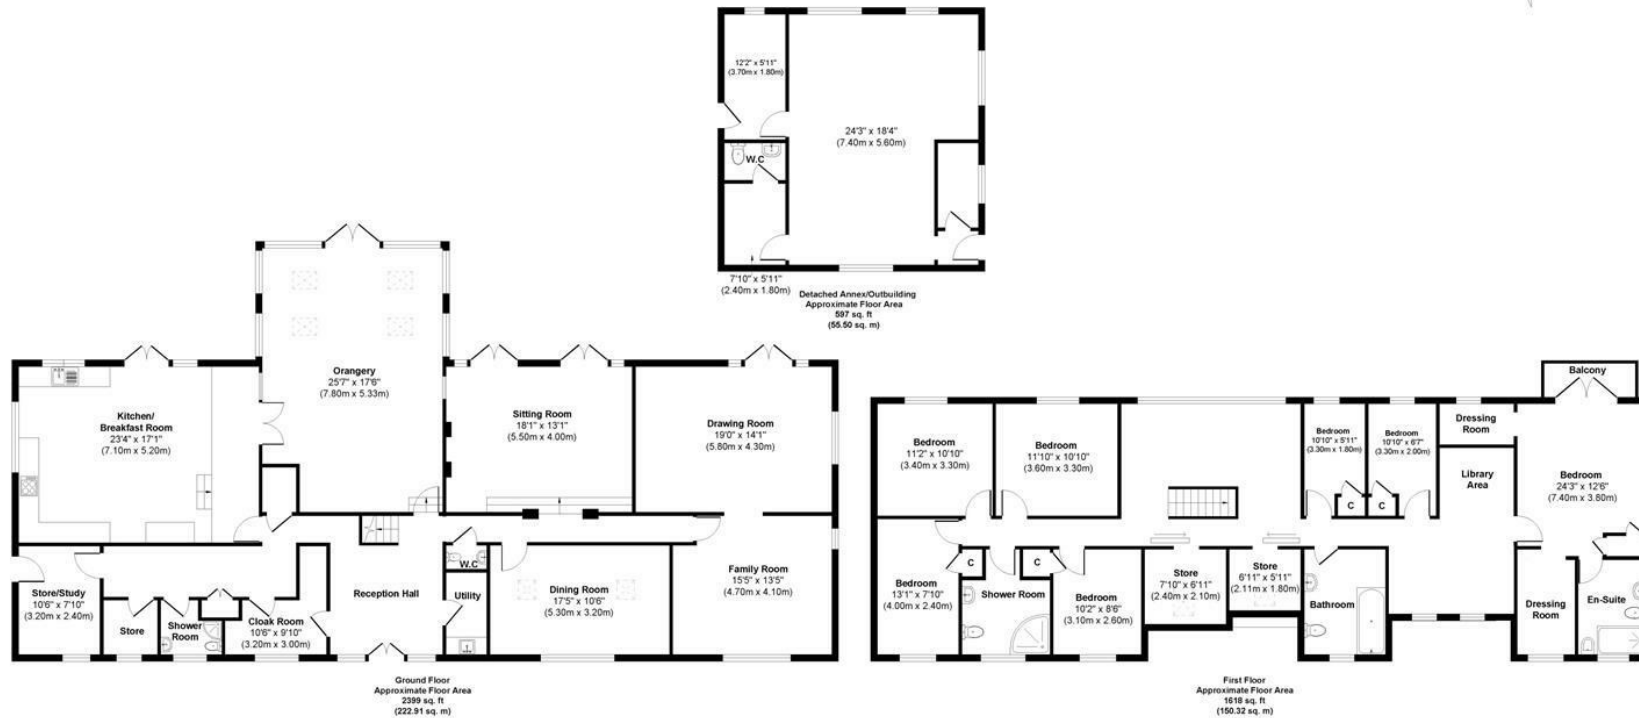 12'2" x 5'11"
(3.70m x 1.80m)
24'3" x 18'4"
(7.40m x 5.60m)
W.C
7'10" x 5'11"
(2.40m x 1.80m)
Detached Annex/Outbuilding
Approximate Floor Area
597 sq. ft
(55.50 sq. m)
Orangery
25'7" x 17'6"
(7.80m x 5.33m)
Kitchen/
Breakfast Room
23'4" x 17'1"
(7.10m x 5.20m)
Sitting Room
18'1" x 13'1"
(5.50m x 4.00m)
Drawing Room
19'0" x 14'1"
(5.80m x 4.30m)
W.C
Store/Study
10'6" x 7'10"
(3.20m x 2.40m)
Store
Shower
Room
Cloak Room
10'6" x 9'10"
(3.20m x 3.00m)
Reception Hall
Utility
Dining Room
17'5" x 10'6"
(5.30m x 3.20m)
Family Room
15'5" x 13'5"
(4.70m x 4.10m)
Ground Floor
Approximate Floor Area
2399 sq. ft
(222.91 sq. m)
Balcony
Bedroom
11'2" x 10'10"
(3.40m x 3.30m)
Bedroom
11'10" x 10'10"
(3.60m x 3.30m)
Bedroom
10'10" x 5'11"
(3.30m x 1.80m)
Bedroom
10'10" x 6'7"
(3.30m x 2.00m)
Dressing
Room
Library
Area
Bedroom
24'3" x 12'6"
(7.40m x 3.80m)
C
C
C
C
Bedroom
13'1" x 7'10"
(4.00m x 2.40m)
Shower Room
Bedroom
10'2" x 8'6"
(3.10m x 2.60m)
Store
7'10" x 6'11"
(2.40m x 2.10m)
Store
6'11" x 5'11"
(2.11m x 1.80m)
Bathroom
Dressing
Room
En-Suite
First Floor
Approximate Floor Area
1618 sq. ft
(150.32 sq. m)